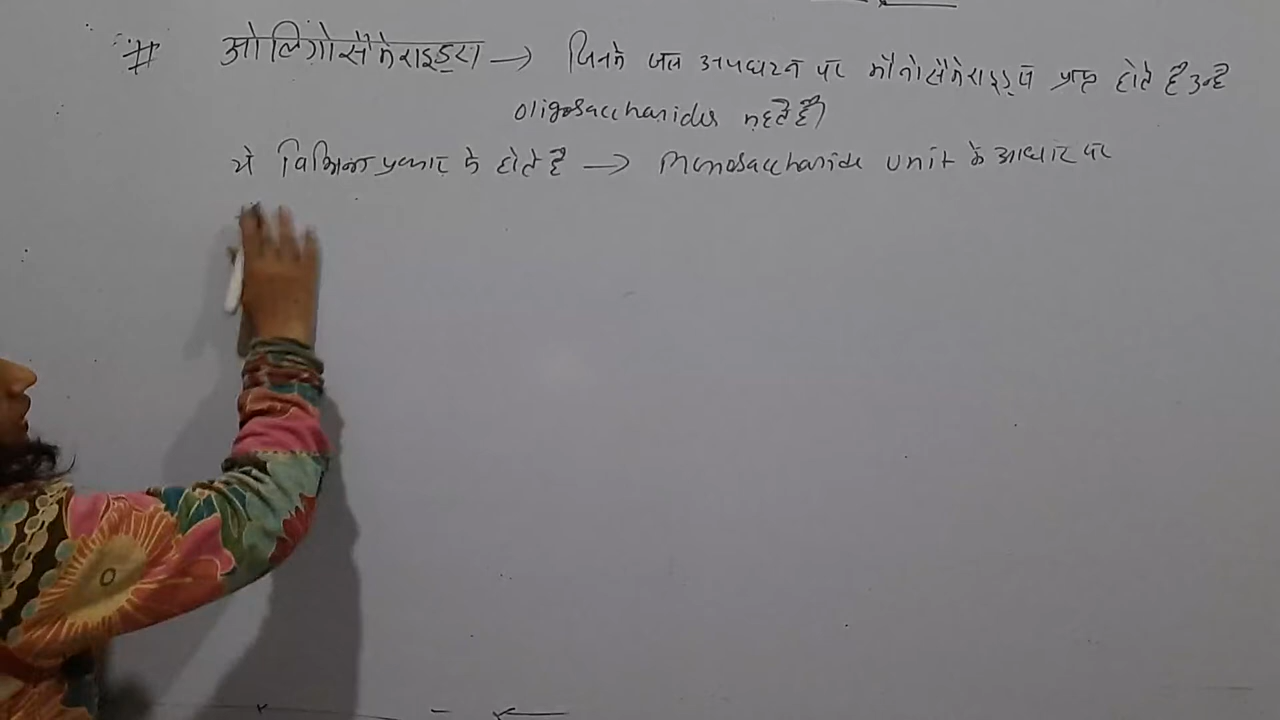 # ओलिगोसैकेराइड्स → जिनके जल अपघटन पर मोनोसैकेराइड्स प्राप्त होते हैं उन्हें
oligosaccharides कहते हैं।
ये विभिन्न प्रकार के होते हैं → Monosaccharide unit के आधार पर